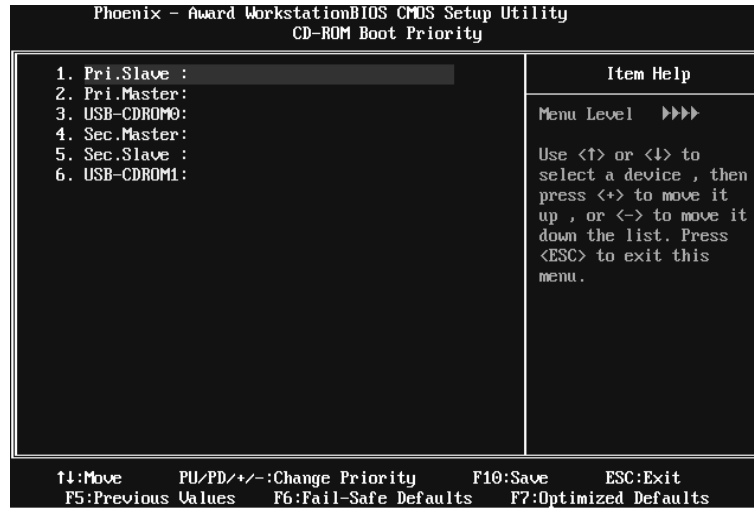 Phoenix - Award WorkstationBIOS CMOS Setup Utility
CD-ROM Boot Priority
1. Pri.Slave :
2. Pri.Master:
3. USB-CDROM0:
4. Sec.Master:
5. Sec.Slave :
6. USB-CDROM1:
Item Help
Menu Level ►►►►
Use <↑> or <↓> to
select a device , then
press <+> to move it
up , or <-> to move it
down the list. Press
<ESC> to exit this
menu.
↑↓:Move PU/PD/+/-:Change Priority F10:Save ESC:Exit
F5:Previous Values F6:Fail-Safe Defaults F7:Optimized Defaults